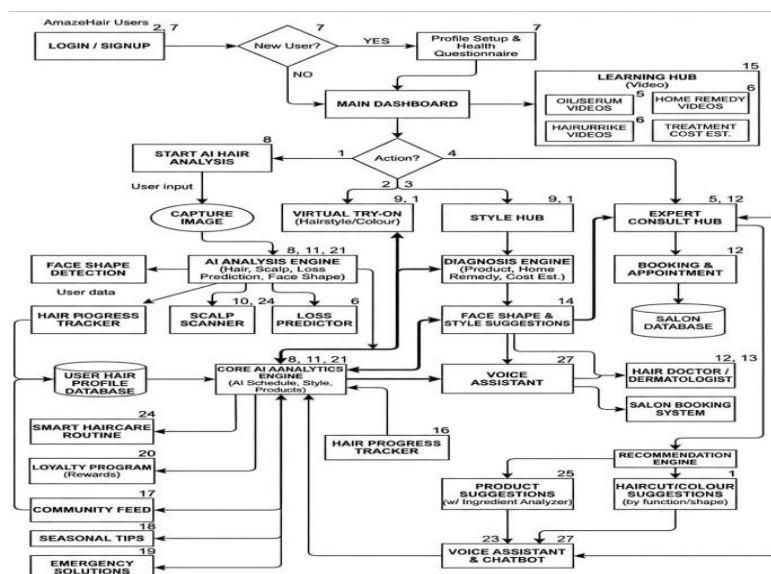 AmazeHair Users
2, 7
LOGIN / SIGNUP
7
New User?
YES
NO
7
Profile Setup &
Health
Questionnaire
MAIN DASHBOARD
15
LEARNING HUB
(Video)
5
OIL/SERUM
VIDEOS
6
HOME REMEDY
VIDEOS
6
HAIRURRIKE
VIDEOS
TREATMENT
COST EST.
8
START AI HAIR
ANALYSIS
1
Action?
4
2
3
User input
CAPTURE
IMAGE
9, 1
VIRTUAL TRY-ON
(Hairstyle/Colour)
9, 1
STYLE HUB
5, 12
EXPERT
CONSULT HUB
8, 11, 21
AI ANALYSIS ENGINE
(Hair, Scalp, Loss
Prediction, Face Shape)
FACE SHAPE
DETECTION
User data
DIAGNOSIS ENGINE
(Product, Home
Remedy, Cost Est.)
12
BOOKING &
APPOINTMENT
HAIR PIOGRESS
TRACKER
10, 24
SCALP
SCANNER
6
LOSS
PREDICTOR
14
FACE SHAPE &
STYLE SUGGESTIONS
SALON
DATABASE
USER HAIR
PROFILE
DATABASE
8, 11, 21
CORE AI AANALYTICS
ENGINE
(AI Schedule, Style,
Products)
27
VOICE
ASSISTANT
12, 13
HAIR DOCTOR /
DERMATOLOGIST
SALON BOOKING
SYSTEM
24
SMART HAIRCARE
ROUTINE
16
HAIR PROGRESS
TRACKER
20
LOYALTY PROGRAM
(Rewards)
RECOMMENDATION
ENGINE
25
PRODUCT
SUGGESTIONS
(w/ Ingredient Analyzer)
1
HAIRCUT/COLOUR
SUGGESTIONS
(by function/shape)
17
COMMUNITY FEED
18
SEASONAL TIPS
19
EMERGENCY
SOLUTIONS
23
27
VOICE ASSISTANT
& CHATBOT